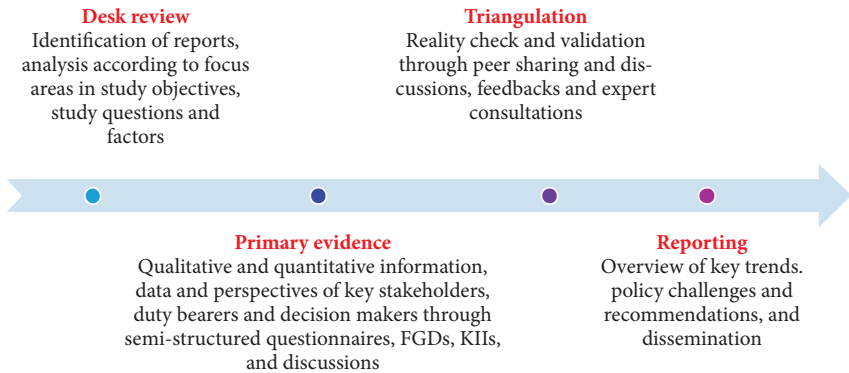 Desk review
Identification of reports,
analysis according to focus
areas in study objectives,
study questions and
factors
Triangulation
Reality check and validation
through peer sharing and dis-
cussions, feedbacks and expert
consultations
Primary evidence
Qualitative and quantitative information,
data and perspectives of key stakeholders,
duty bearers and decision makers through
semi-structured questionnaires, FGDs, KIIs,
and discussions
Reporting
Overview of key trends.
policy challenges and
recommendations, and
dissemination